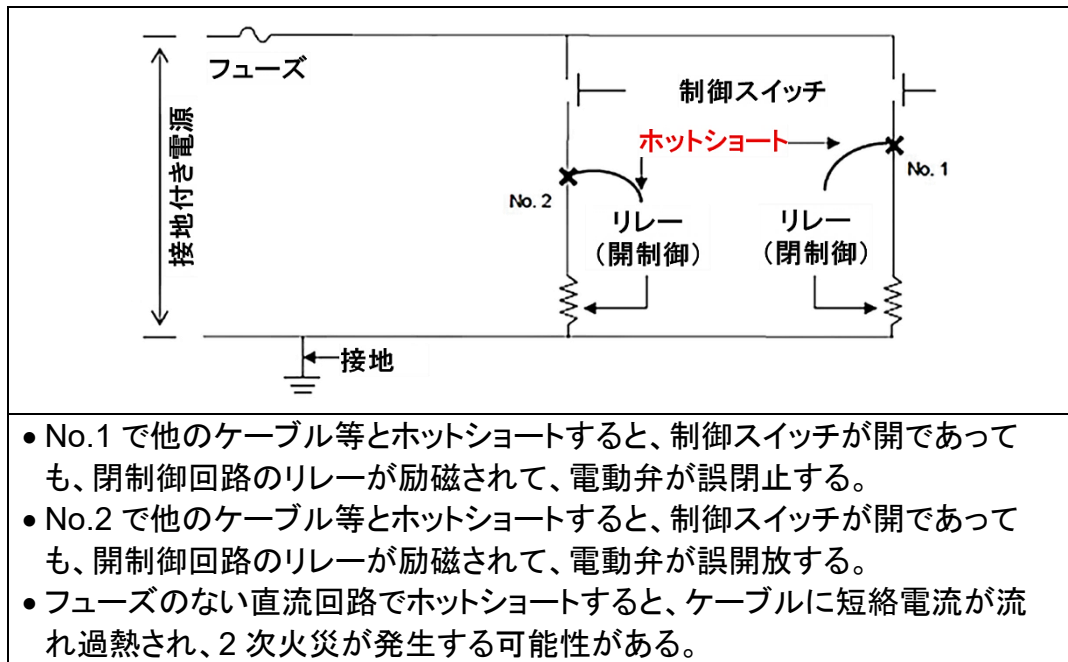 フューズ
制御スイッチ
接地付き電源
ホットショート
No. 1
No. 2
リレー
(開制御)
リレー
(閉制御)
接地
• No.1 で他のケーブル等とホットショートすると、制御スイッチが開であって
も、閉制御回路のリレーが励磁されて、電動弁が誤閉止する。
• No.2 で他のケーブル等とホットショートすると、制御スイッチが開であって
も、開制御回路のリレーが励磁されて、電動弁が誤開放する。
• フューズのない直流回路でホットショートすると、ケーブルに短絡電流が流
れ過熱され、2 次火災が発生する可能性がある。